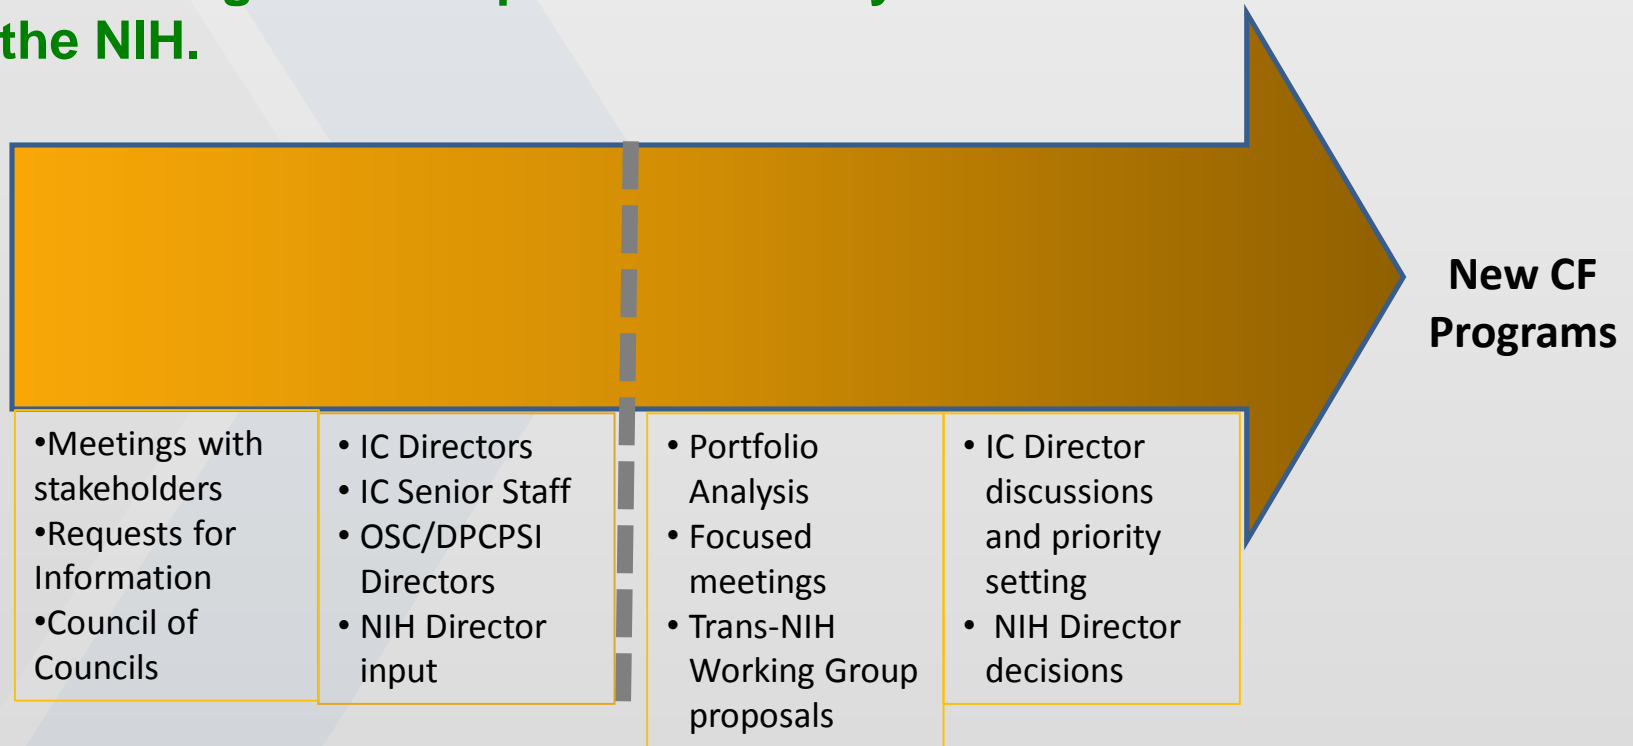 the NIH.
New CF
Programs
•Meetings with
stakeholders
•Requests for
Information
•Council of
Councils
• IC Directors
• IC Senior Staff
• OSC/DPCPSI
Directors
• NIH Director
input
• Portfolio
Analysis
• Focused
meetings
• Trans-NIH
Working Group
proposals
• IC Director
discussions
and priority
setting
• NIH Director
decisions